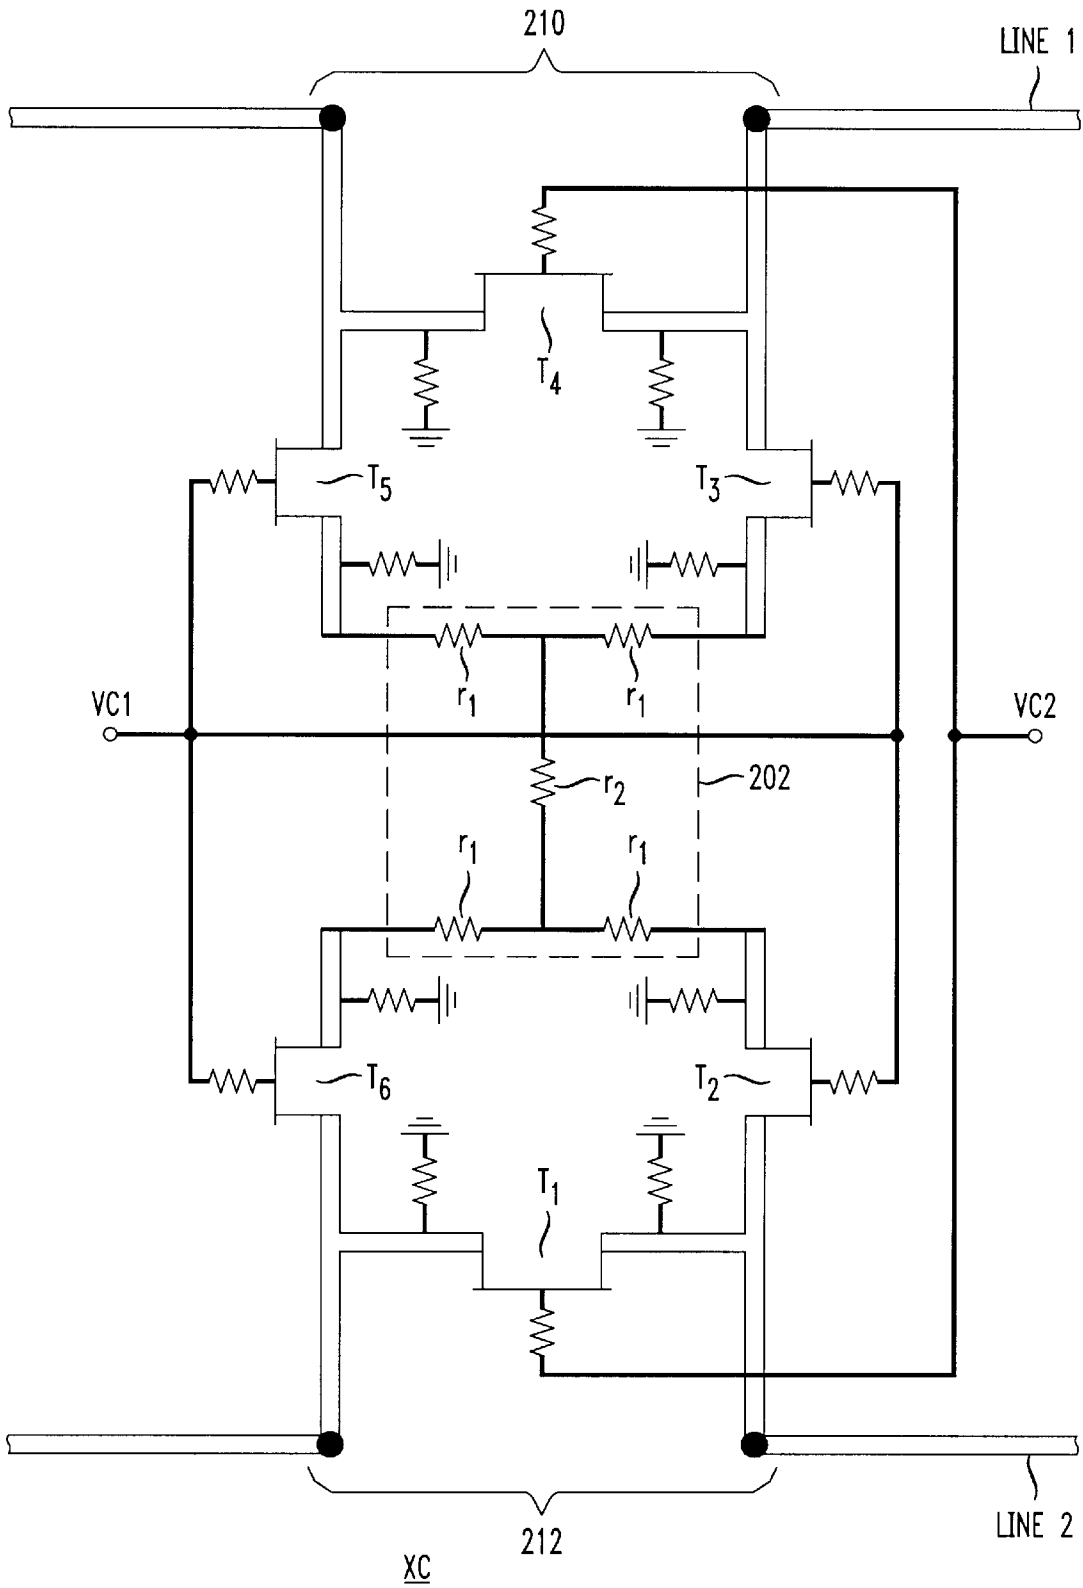 210
LINE 1
T4
T5
T3
r1
r1
VC1
VC2
r2
202
r1
r1
T6
T2
T1
212
LINE 2
XC